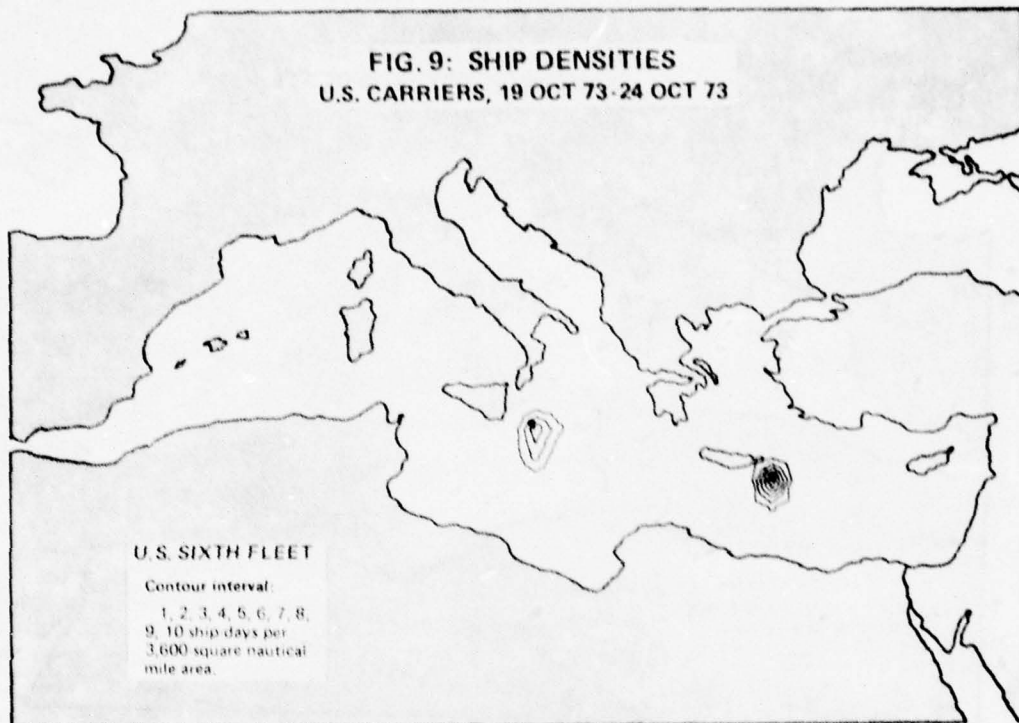 FIG. 9: SHIP DENSITIES
U.S. CARRIERS, 19 OCT 73-24 OCT 73
U.S. SIXTH FLEET
Contour interval:
1, 2, 3, 4, 5, 6, 7, 8,
9, 10 ship days per
3,600 square nautical
mile area.